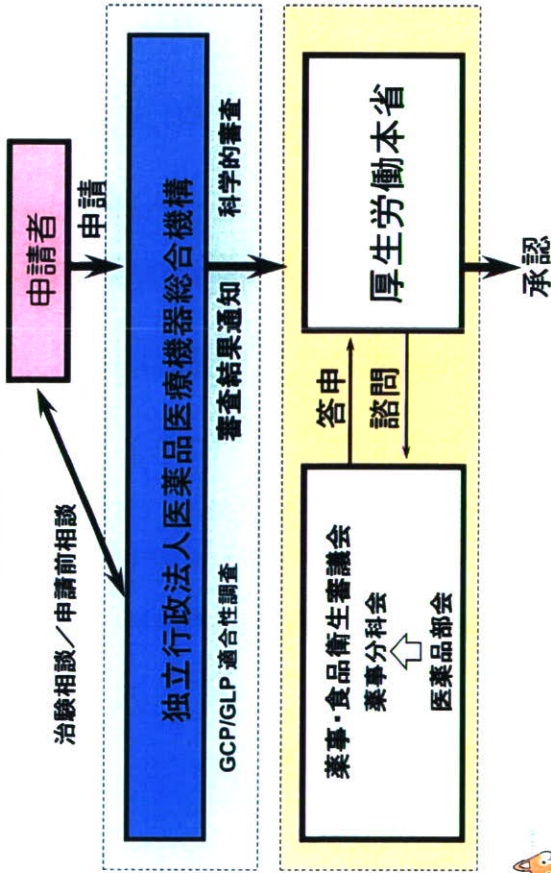 申請者
治験相談／申請前相談
申請
独立行政法人医薬品医療機器総合機構
GCP/GLP 適合性調査
審査結果通知
科学的審査
薬事・食品衛生審議会
薬事分科会
医薬品部会
答申
諮問
厚生労働本省
承認